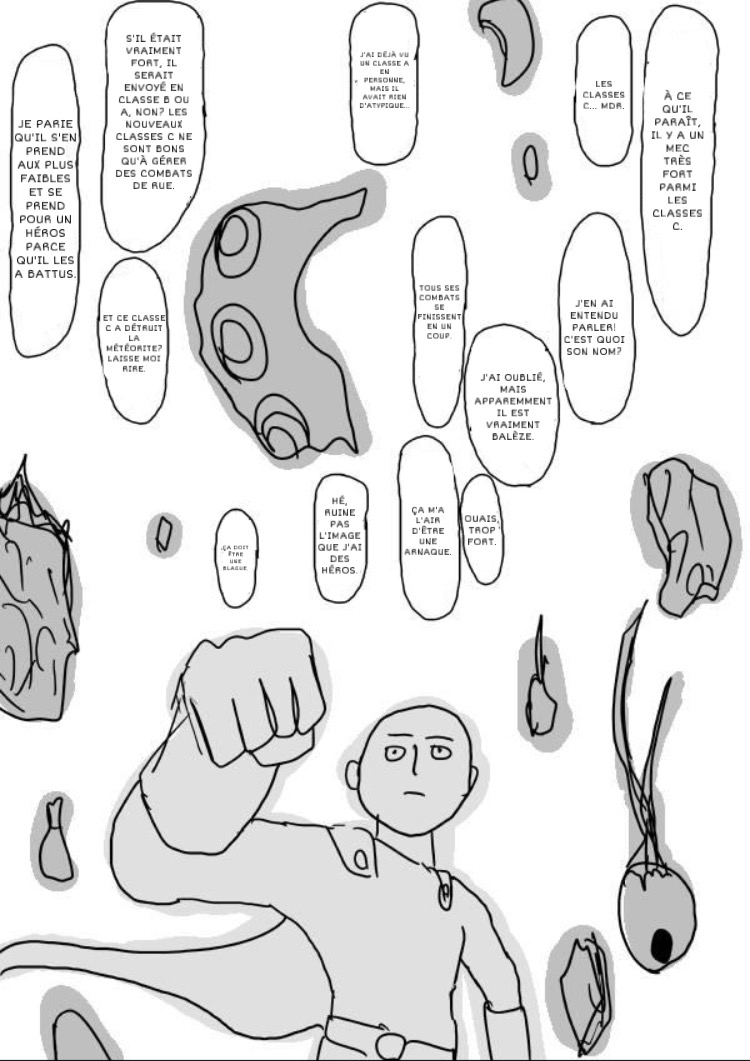 À CE
QU'IL
PARAÎT,
IL Y A UN
MEC
TRÈS
FORT
PARMI
LES
CLASSES
C.
LES
CLASSES
C... MDR.
J'EN AI
ENTENDU
PARLER!
C'EST QUOI
SON NOM?
J'AI OUBLIÉ,
MAIS
APPAREMMENT
IL EST
VRAIMENT
BALÈZE.
TOUS SES
COMBATS
SE
FINISSENT
EN UN
COUP.
OUAIS,
TROP
FORT.
ÇA M'A
L'AIR
D'ÊTRE
UNE
ARNAQUE.
J'AI DÉJÀ VU
UN CLASSE A
EN
PERSONNE,
MAIS IL
AVAIT RIEN
D'ATYPIQUE...
HÉ,
RUINE
PAS
L'IMAGE
QUE J'AI
DES
HÉROS.
S'IL ÉTAIT
VRAIMENT
FORT, IL
SERAIT
ENVOYÉ EN
CLASSE B OU
A, NON? LES
NOUVEAUX
CLASSES C NE
SONT BONS
QU'À GÉRER
DES COMBATS
DE RUE.
ET CE CLASSE
C A DÉTRUIT
LA
MÉTÉORITE?
LAISSE MOI
RIRE.
JE PARIE
QU'IL S'EN
PREND
AUX PLUS
FAIBLES
ET SE
PREND
POUR UN
HÉROS
PARCE
QU'IL LES
A BATTUS.
.ÇA DOIT
ÊTRE
UNE
BLAGUE.